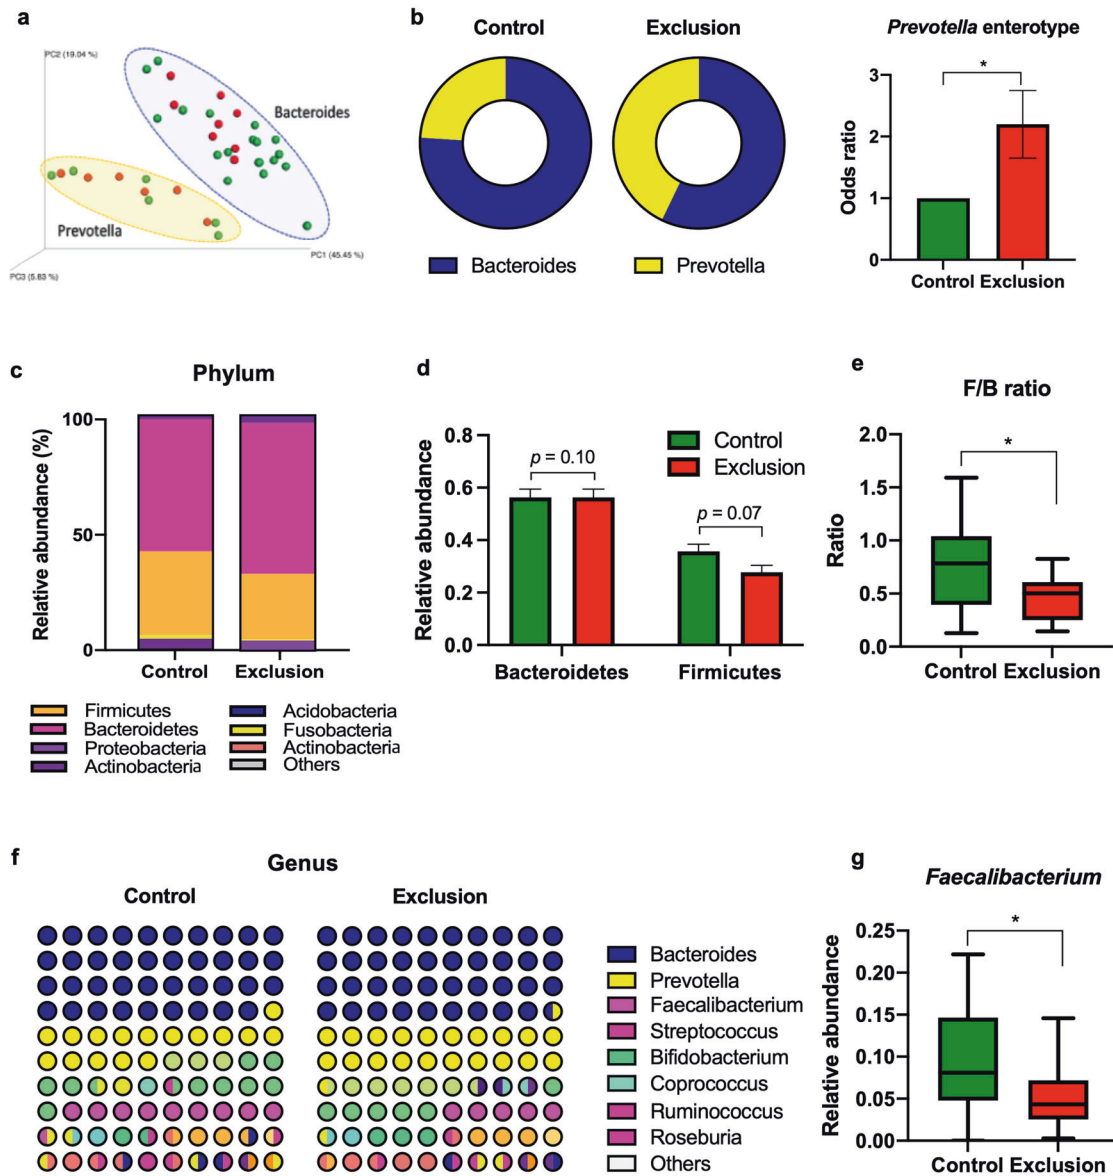 a
PC2 (19.04 %)
Bacteroides
Prevotella
PC1 (45.45 %)
PC3 (5.83 %)
b
Control
Exclusion
Bacteroides
Prevotella
Prevotella enterotype
*
Odds ratio
3
2
1
0
Control Exclusion
c
Phylum
Relative abundance (%)
100
50
0
Control
Exclusion
Firmicutes
Bacteroidetes
Proteobacteria
Actinobacteria
Acidobacteria
Fusobacteria
Actinobacteria
Others
d
Relative abundance
0.8
0.6
0.4
0.2
0.0
Control
Exclusion
p = 0.10
p = 0.07
Bacteroidetes
Firmicutes
e
F/B ratio
*
Ratio
2.0
1.5
1.0
0.5
0.0
Control Exclusion
f
Genus
Control
Exclusion
Bacteroides
Prevotella
Faecalibacterium
Streptococcus
Bifidobacterium
Coprococcus
Ruminococcus
Roseburia
Others
g
Faecalibacterium
*
Relative abundance
0.25
0.20
0.15
0.10
0.05
0.00
Control Exclusion